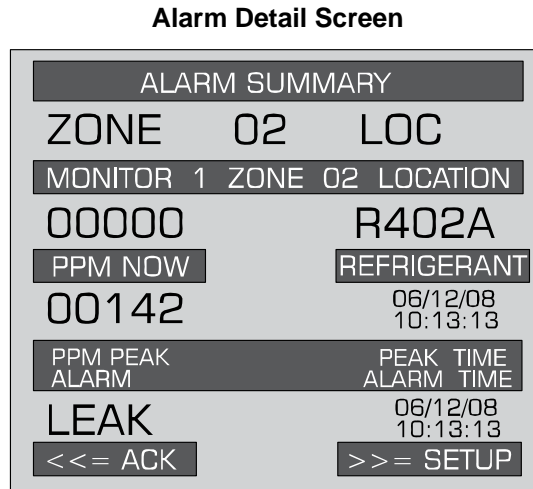 Alarm Detail Screen
ALARM SUMMARY
ZONE 02 LOC
MONITOR 1 ZONE 02 LOCATION
00000 R402A
PPM NOW REFRIGERANT
00142 06/12/08
10:13:13
PPM PEAK PEAK TIME
ALARM ALARM TIME
LEAK 06/12/08
10:13:13
<<= ACK >>= SETUP